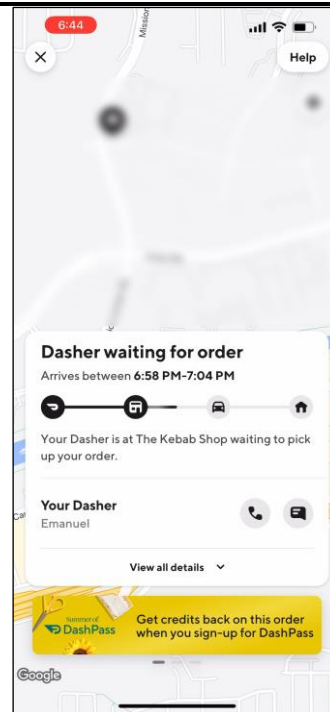 6:44
Mission
Help
Dasher waiting for order
Arrives between 6:58 PM-7:04 PM
Your Dasher is at The Kebab Shop waiting to pick
up your order.
Your Dasher
Emanuel
View all details
Summer of
DashPass
Get credits back on this order
when you sign-up for DashPass
Google